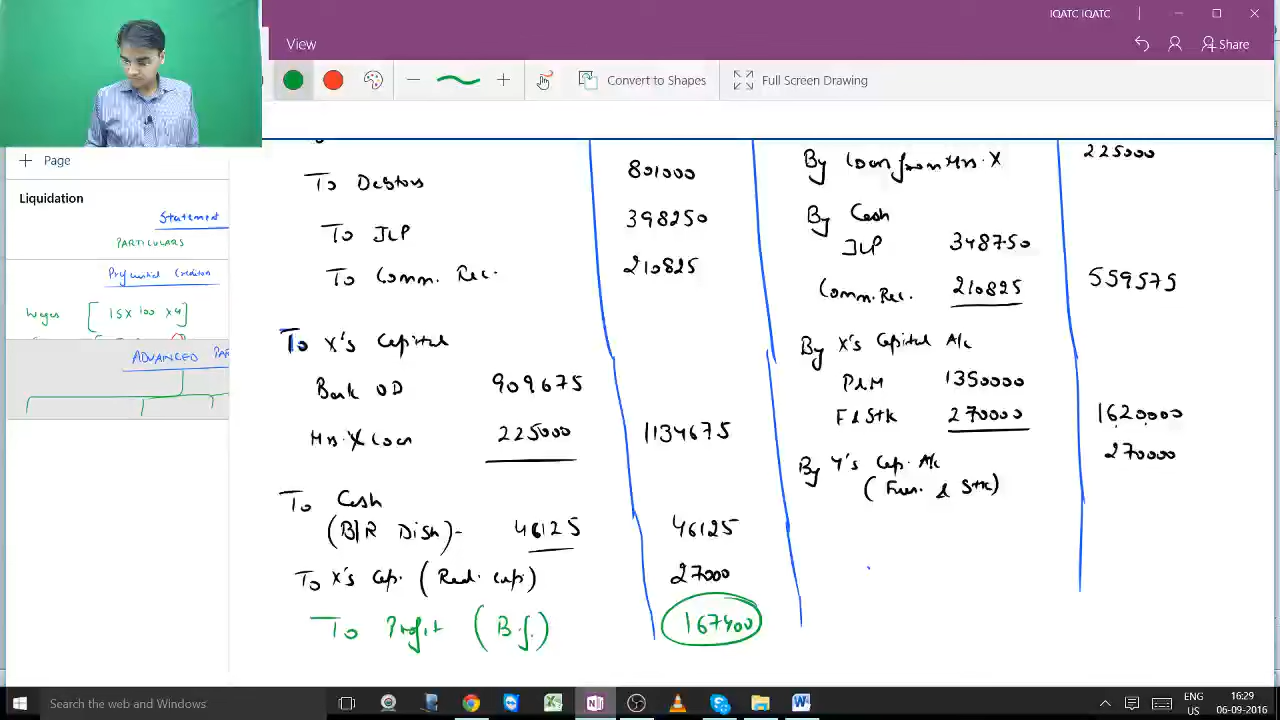 IQATC IQATC
View
Share
Convert to Shapes
Full Screen Drawing
Page
Liquidation
Statement
PARTICULARS
Preferential Creditors
Wages [15 x 100 x 4]
ADVANCED PAR
To Debtors 801000
To JLP 398250
To Comm. Rec. 210825
To X's Capital
Bank OD 909675
Mrs. X Loan 225000 1134675
To Cash
(B/R Dish) - 46125 46125
To X's Cap. (Red. Cap.) 27000
To Profit (B.f.) 167400
By Loan from Mrs. X 225000
By Cash
JLP 348750
Comm. Rec. 210825 559575
By X's Capital A/c
P&M 1350000
F&Stk 270000 1620000
By Y's Cap. A/c 270000
(Fur. & Stk)
Search the web and Windows
ENG
US
16:29
06-09-2016